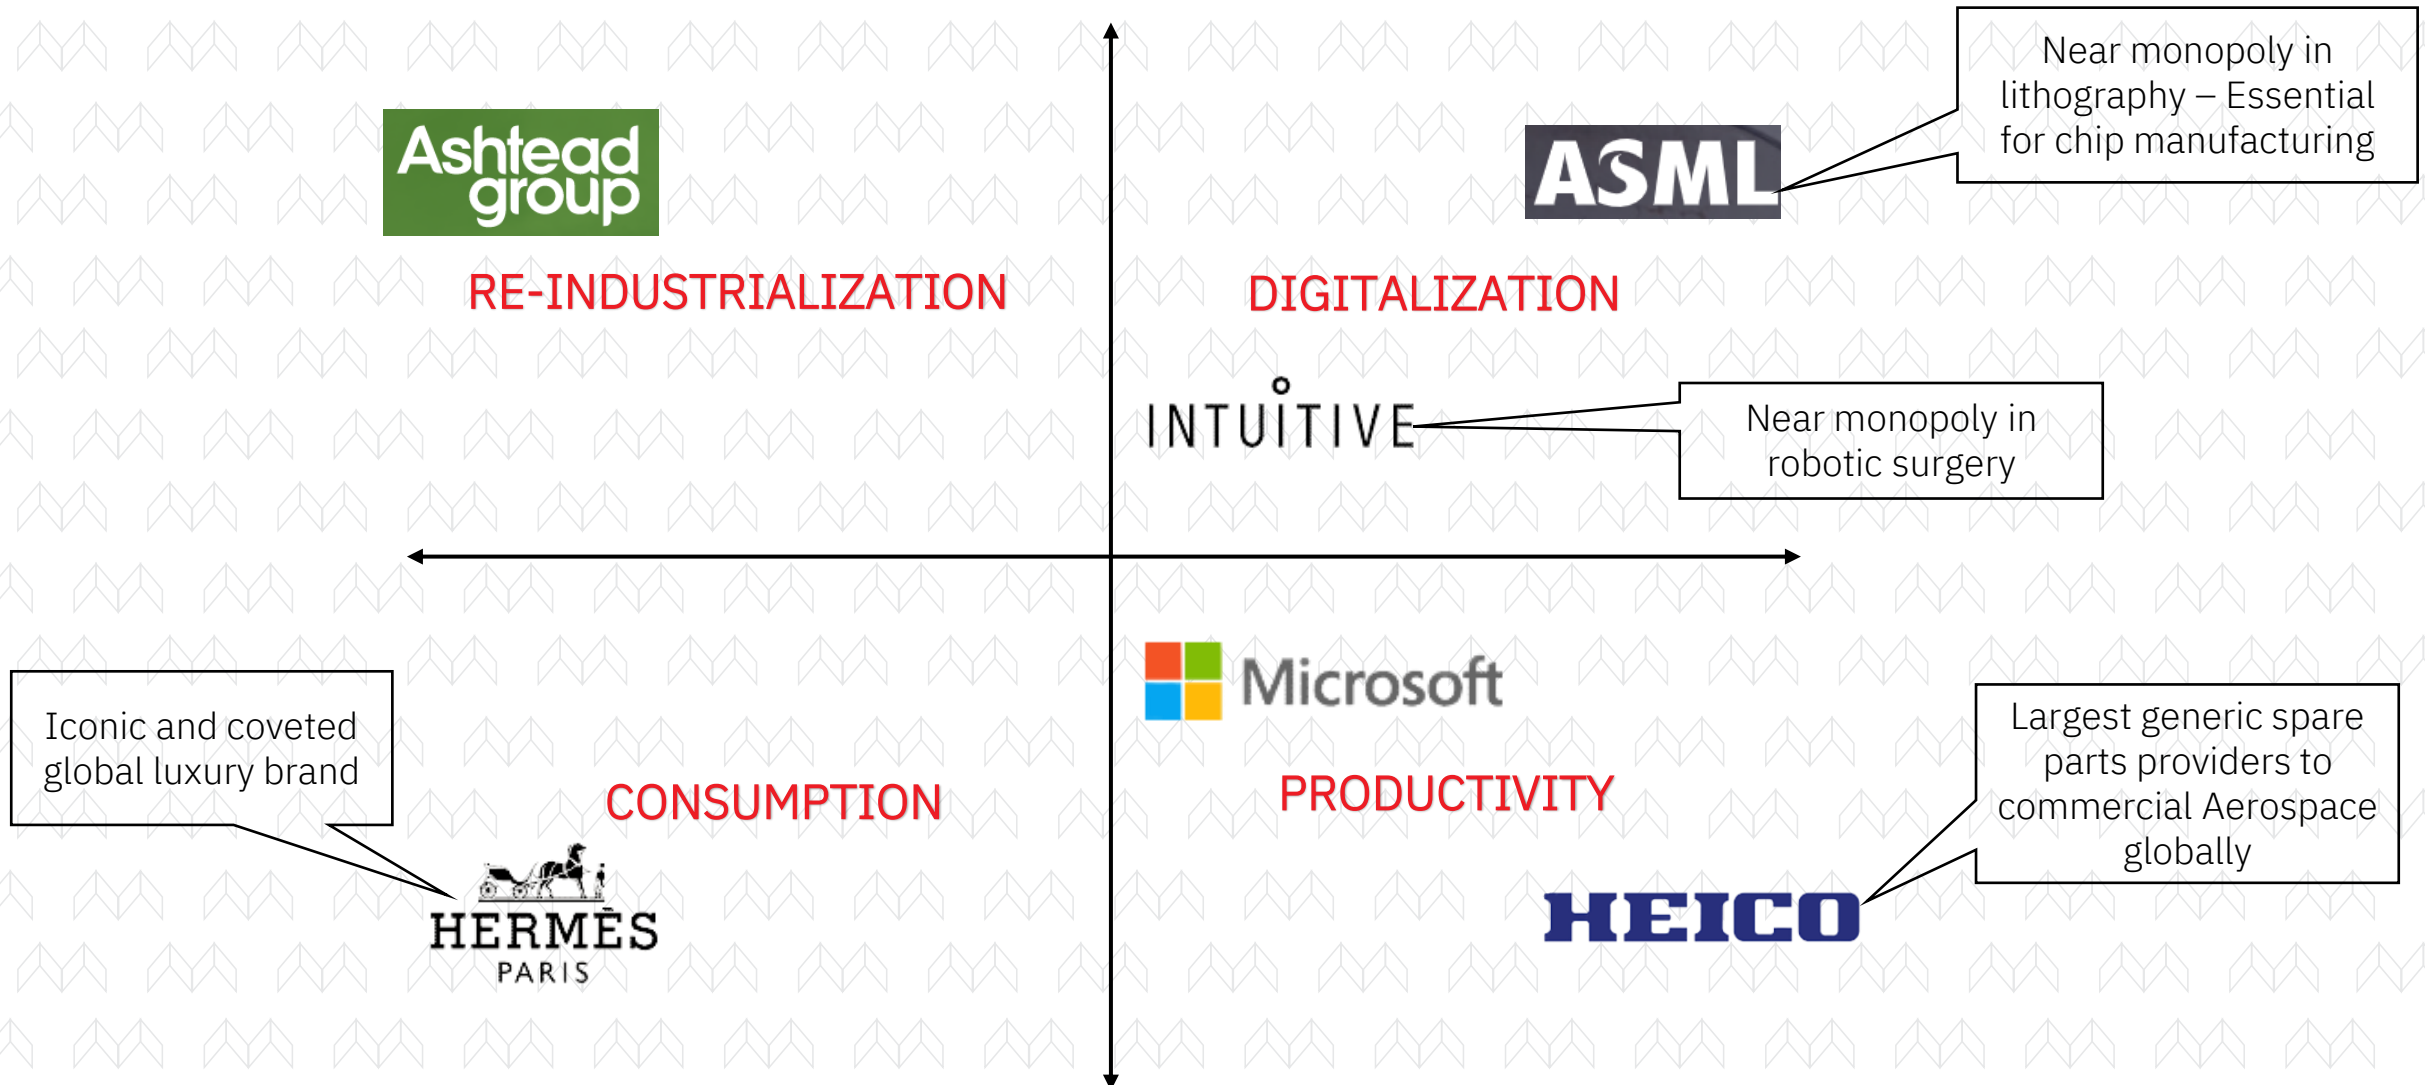 Near monopoly in
lithography – Essential
for chip manufacturing
Ashtead
group
ASML
RE-INDUSTRIALIZATION
DIGITALIZATION
INTUITIVE
Near monopoly in
robotic surgery
Microsoft
Iconic and coveted
global luxury brand
Largest generic spare
parts providers to
commercial Aerospace
globally
CONSUMPTION
PRODUCTIVITY
HERMÈS
PARIS
HEICO